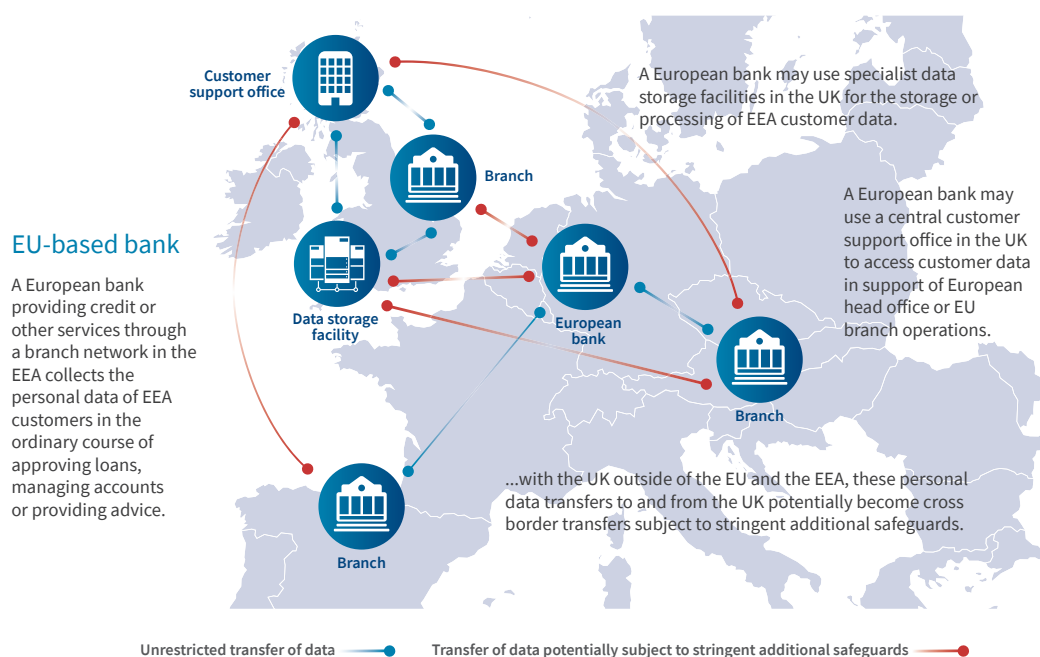 Customer
support office
A European bank may use specialist data
storage facilities in the UK for the storage or
processing of EEA customer data.
Branch
A European bank may
use a central customer
support office in the UK
to access customer data
in support of European
head office or EU
branch operations.
EU-based bank
A European bank
providing credit or
other services through
a branch network in the
EEA collects the
personal data of EEA
customers in the
ordinary course of
approving loans,
managing accounts
or providing advice.
Data storage
facility
European
bank
Branch
...with the UK outside of the EU and the EEA, these personal
data transfers to and from the UK potentially become cross
border transfers subject to stringent additional safeguards.
Branch
Unrestricted transfer of data
Transfer of data potentially subject to stringent additional safeguards